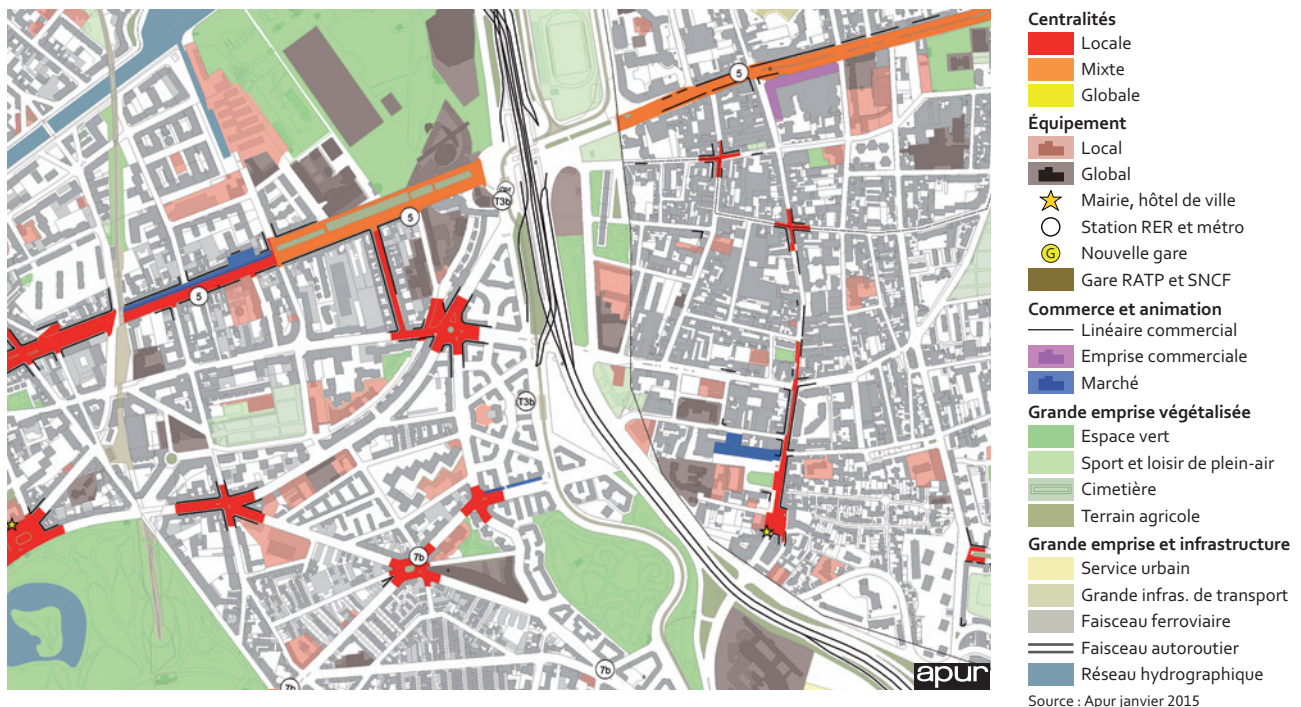 5
5
5
T3b
T3b
7b
7b
7b
apur
Centralités
Locale
Mixte
Globale
Équipement
Local
Global
Mairie, hôtel de ville
Station RER et métro
G Nouvelle gare
Gare RATP et SNCF
Commerce et animation
Linéaire commercial
Emprise commerciale
Marché
Grande emprise végétalisée
Espace vert
Sport et loisir de plein-air
Cimetière
Terrain agricole
Grande emprise et infrastructure
Service urbain
Grande infras. de transport
Faisceau ferroviaire
Faisceau autoroutier
Réseau hydrographique
Source : Apur janvier 2015